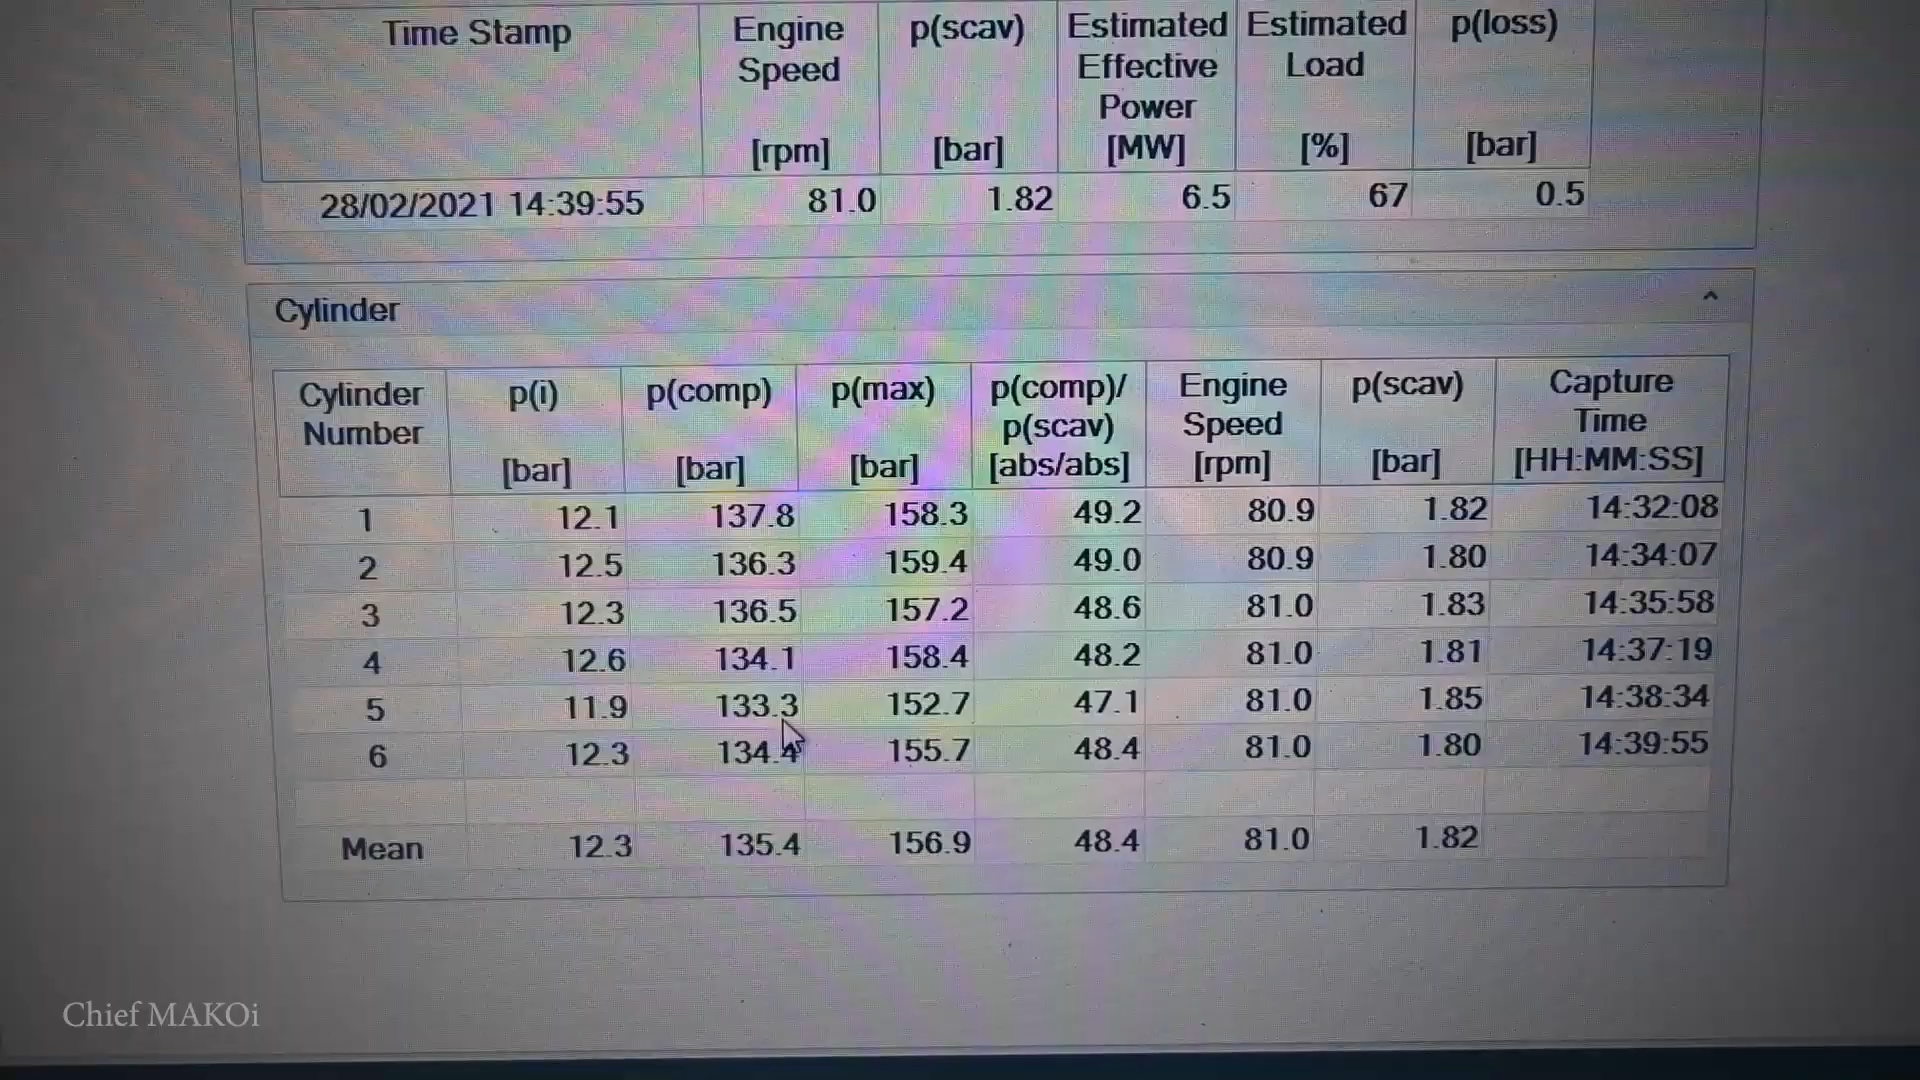 Time Stamp Engine Speed [rpm] p(scav) [bar] Estimated Effective Power [MW] Estimated Load [%] p(loss) [bar]
28/02/2021 14:39:55 81.0 1.82 6.5 67 0.5
Cylinder
Cylinder Number p(i) [bar] p(comp) [bar] p(max) [bar] p(comp)/ p(scav) [abs/abs] Engine Speed [rpm] p(scav) [bar] Capture Time [HH:MM:SS]
1 12.1 137.8 158.3 49.2 80.9 1.82 14:32:08
2 12.5 136.3 159.4 49.0 80.9 1.80 14:34:07
3 12.3 136.5 157.2 48.6 81.0 1.83 14:35:58
4 12.6 134.1 158.4 48.2 81.0 1.81 14:37:19
5 11.9 133.3 152.7 47.1 81.0 1.85 14:38:34
6 12.3 134.4 155.7 48.4 81.0 1.80 14:39:55
Mean 12.3 135.4 156.9 48.4 81.0 1.82
Chief MAKOi